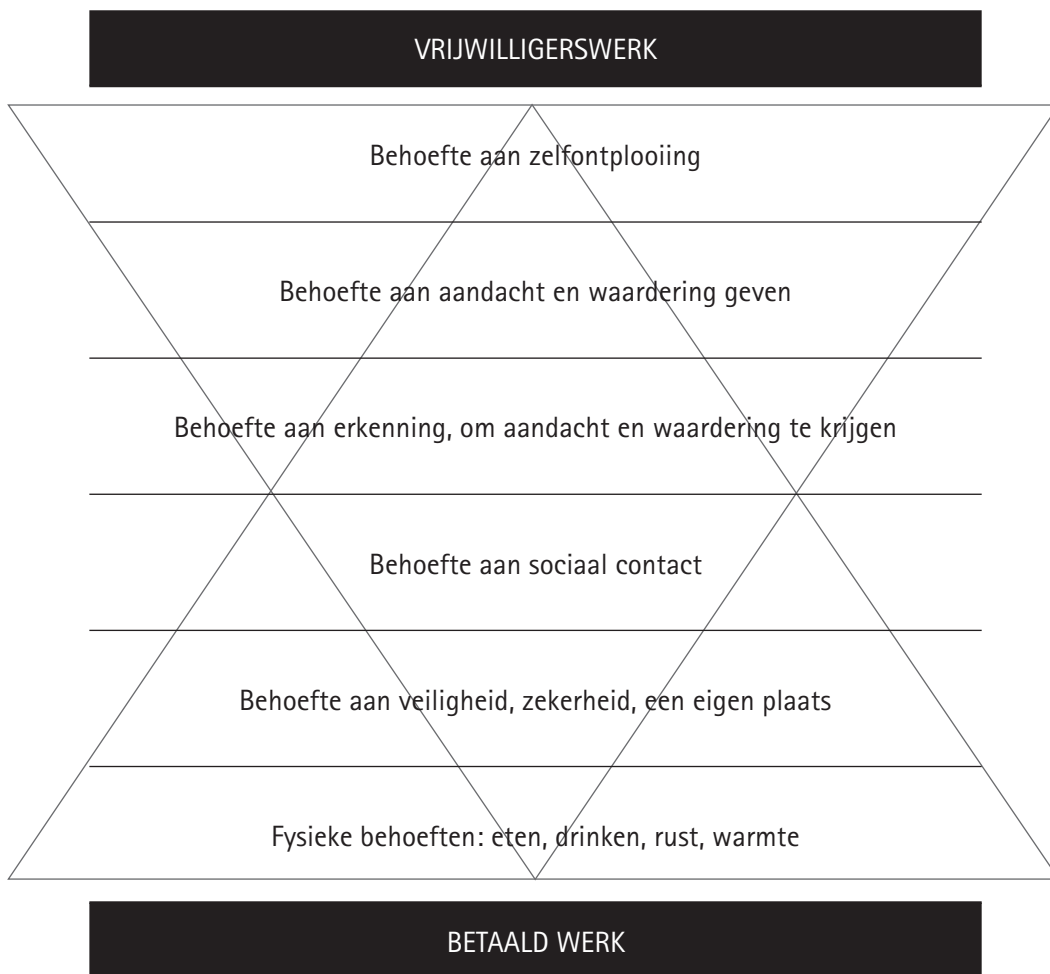 VRIJWILLIGERSWERK
Behoefte aan zelfontplooiing
Behoefte aan aandacht en waardering geven
Behoefte aan erkenning, om aandacht en waardering te krijgen
Behoefte aan sociaal contact
Behoefte aan veiligheid, zekerheid, een eigen plaats
Fysieke behoeften: eten, drinken, rust, warmte
BETAALD WERK